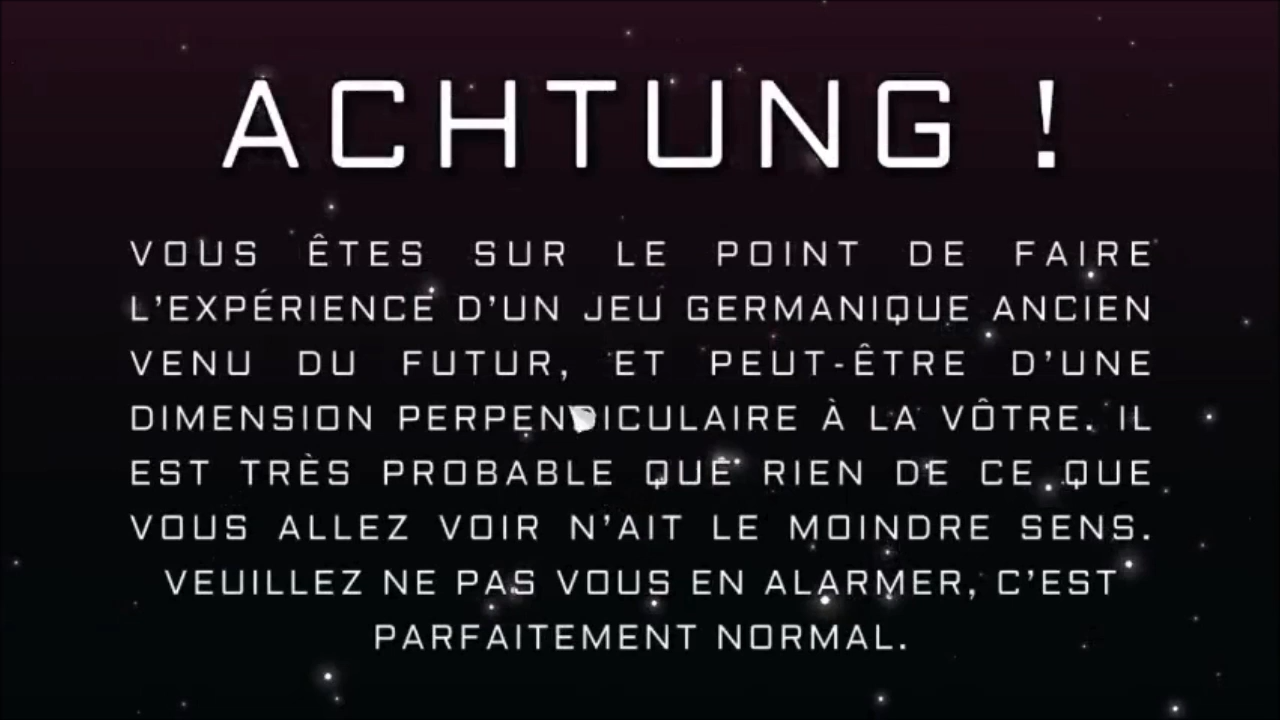 ACHTUNG !
VOUS ÊTES SUR LE POINT DE FAIRE
L'EXPÉRIENCE D'UN JEU GERMANIQUE ANCIEN
VENU DU FUTUR, ET PEUT-ÊTRE D'UNE
DIMENSION PERPENDICULAIRE À LA VÔTRE. IL
EST TRÈS PROBABLE QUE RIEN DE CE QUE
VOUS ALLEZ VOIR N'AIT LE MOINDRE SENS.
VEUILLEZ NE PAS VOUS EN ALARMER, C'EST
PARFAITEMENT NORMAL.